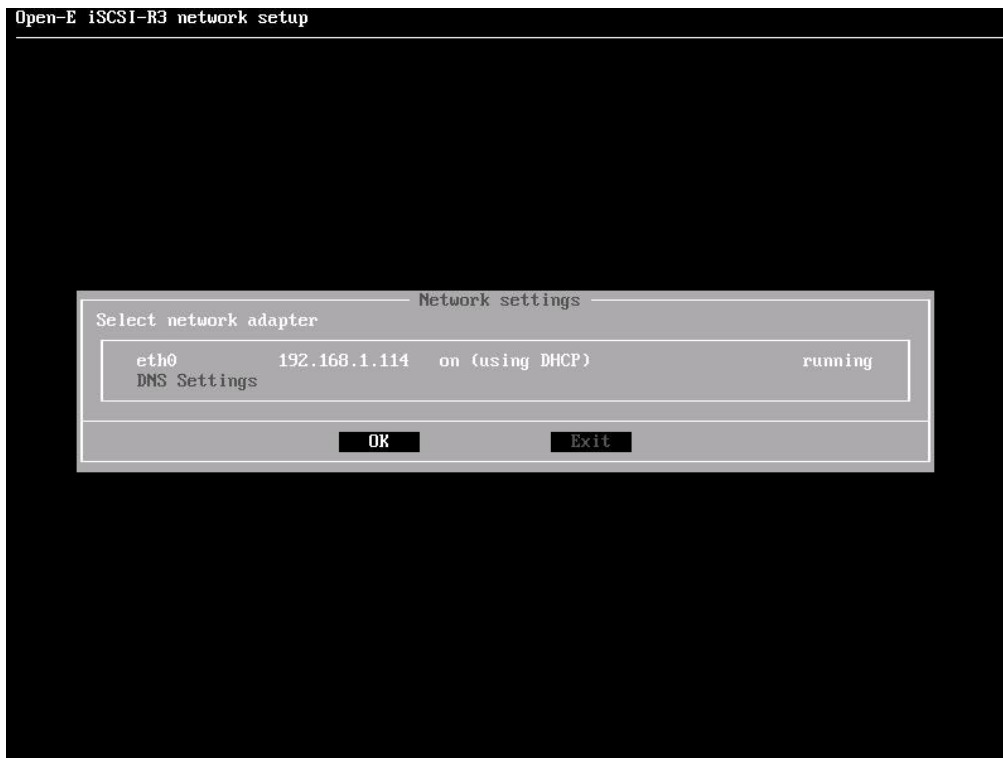 Open-E iSCSI-R3 network setup
Network settings
Select network adapter
eth0 192.168.1.114 on (using DHCP) running
DNS Settings
OK Exit